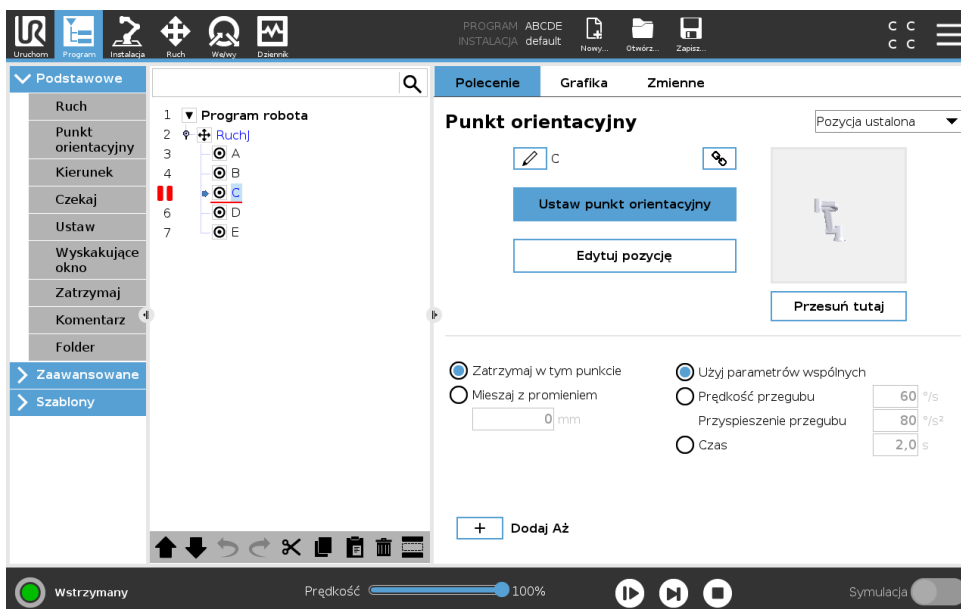 UR
Uruchom
Program
Instalacja
Ruch
We/wy
Dziennik
PROGRAM ABCDE
INSTALACJA default
Nowy...
Otwórz...
Zapisz...
C C
C C
Podstawowe
Ruch
Punkt
orientacyjny
Kierunek
Czekaj
Ustaw
Wyskakujące
okno
Zatrzymaj
Komentarz
Folder
Zaawansowane
Szablony
1 Program robota
2 RuchJ
3 A
4 B
C
6 D
7 E
Polecenie
Grafika
Zmienne
Punkt orientacyjny
Pozycja ustalona
C
Ustaw punkt orientacyjny
Edytuj pozycję
Przesuń tutaj
Zatrzymaj w tym punkcie
Mieszaj z promieniem
0 mm
Użyj parametrów wspólnych
Prędkość przegubu 60 °/s
Przyspieszenie przegubu 80 °/s²
Czas 2,0 s
+ Dodaj Aż
Wstrzymany
Prędkość 100%
Symulacja